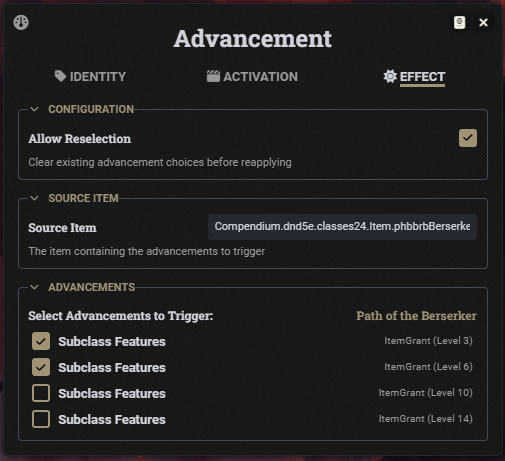 Advancement
IDENTITY ACTIVATION EFFECT
CONFIGURATION
Allow Reselection
Clear existing advancement choices before reapplying
SOURCE ITEM
Source Item Compendium.dnd5e.classes24.Item.phbbrbBerserke
The item containing the advancements to trigger
ADVANCEMENTS
Select Advancements to Trigger: Path of the Berserker
Subclass Features ItemGrant (Level 3)
Subclass Features ItemGrant (Level 6)
Subclass Features ItemGrant (Level 10)
Subclass Features ItemGrant (Level 14)